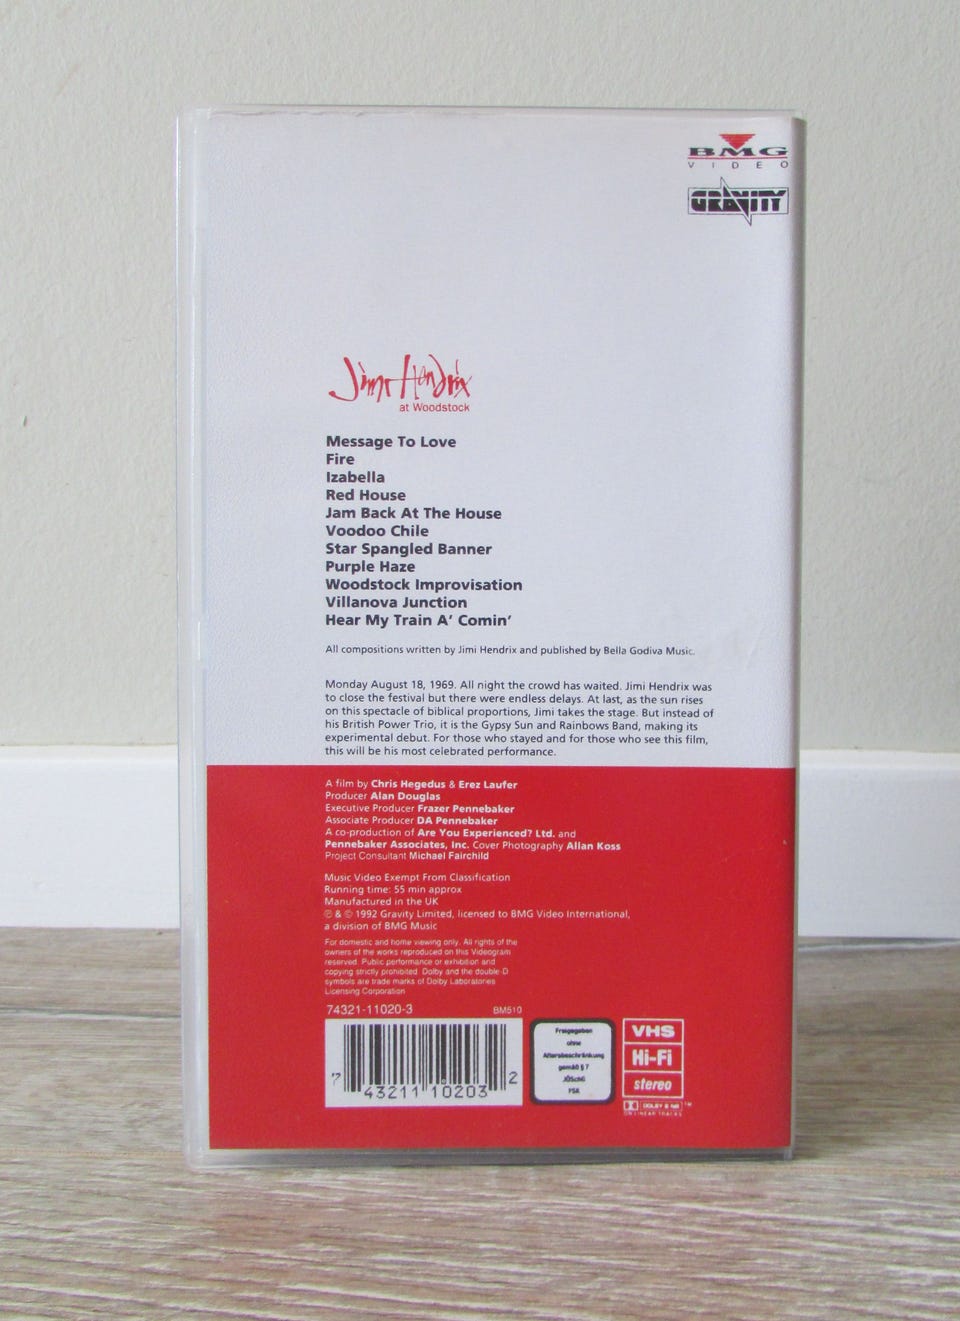 BMG
VIDEO
GRAVITY
Jimi Hendrix
at Woodstock
Message To Love
Fire
Izabella
Red House
Jam Back At The House
Voodoo Chile
Star Spangled Banner
Purple Haze
Woodstock Improvisation
Villanova Junction
Hear My Train A' Comin'
All compositions written by Jimi Hendrix and published by Bella Godiva Music.
Monday August 18, 1969. All night the crowd has waited. Jimi Hendrix was
to close the festival but there were endless delays. At last, as the sun rises
on this spectacle of biblical proportions, Jimi takes the stage. But instead of
his British Power Trio, it is the Gypsy Sun and Rainbows Band, making its
experimental debut. For those who stayed and for those who see this film,
this will be his most celebrated performance.
A film by Chris Hegedus & Erez Laufer
Producer Alan Douglas
Executive Producer Frazer Pennebaker
Associate Producer DA Pennebaker
A co-production of Are You Experienced? Ltd. and
Pennebaker Associates, Inc. Cover Photography Allan Koss
Project Consultant Michael Fairchild
Music Video Exempt From Classification
Running time: 55 min approx
Manufactured in the UK
℗ & © 1992 Gravity Limited, licensed to BMG Video International,
a division of BMG Music
For domestic and home viewing only. All rights of the
owners of the works reproduced on this Videogram
reserved. Public performance or exhibition and
copying strictly prohibited. Dolby and the double-D
symbols are trade marks of Dolby Laboratories
Licensing Corporation
74321-11020-3 BM510
7 43211 10203 2
Freigegeben
ohne
Altersbeschränkung
gemäß § 7
JÖSchG
FSK
VHS
Hi-Fi
stereo
DOLBY B NR ™
ON LINEAR TRACKS